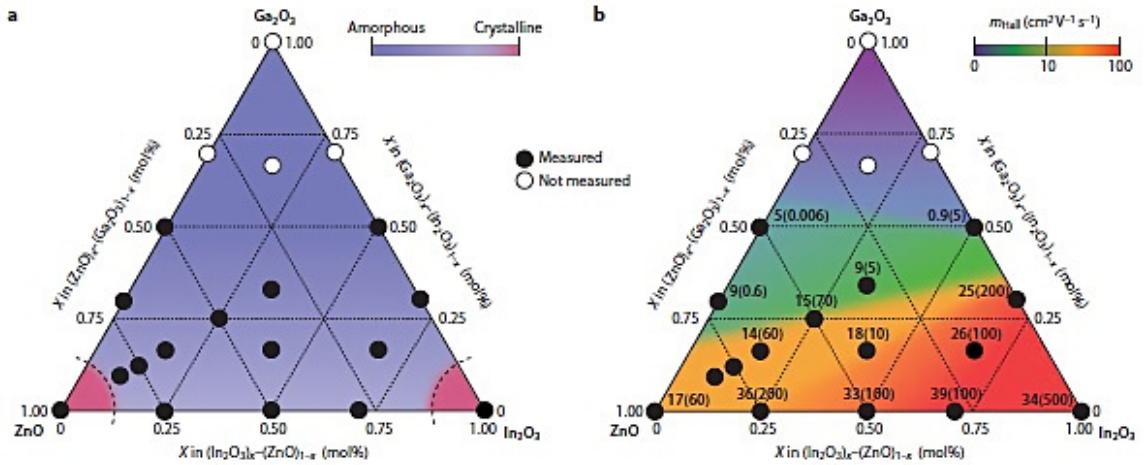 a
Ga₂O₃
0 1.00
Amorphous Crystalline
0.25 0.75
X in (ZnO)ₓ–(Ga₂O₃)₁₋ₓ (mol%)
X in (Ga₂O₃)ₓ–(In₂O₃)₁₋ₓ (mol%)
0.50 0.50
0.75 0.25
1.00 0
ZnO 0 0.25 0.50 0.75 1.00 In₂O₃
X in (In₂O₃)ₓ–(ZnO)₁₋ₓ (mol%)
Measured
Not measured
b
Ga₂O₃
0 1.00
mHall (cm² V⁻¹ s⁻¹)
0 10 100
0.25 0.75
X in (ZnO)ₓ–(Ga₂O₃)₁₋ₓ (mol%)
X in (Ga₂O₃)ₓ–(In₂O₃)₁₋ₓ (mol%)
0.50 5(0.006) 0.9(5) 0.50
9(5)
9(0.6) 15(70) 25(200)
0.75 0.25
14(60) 18(10) 26(100)
17(60) 36(200) 33(100) 39(100) 34(500)
1.00 0
ZnO 0 0.25 0.50 0.75 1.00 In₂O₃
X in (In₂O₃)ₓ–(ZnO)₁₋ₓ (mol%)